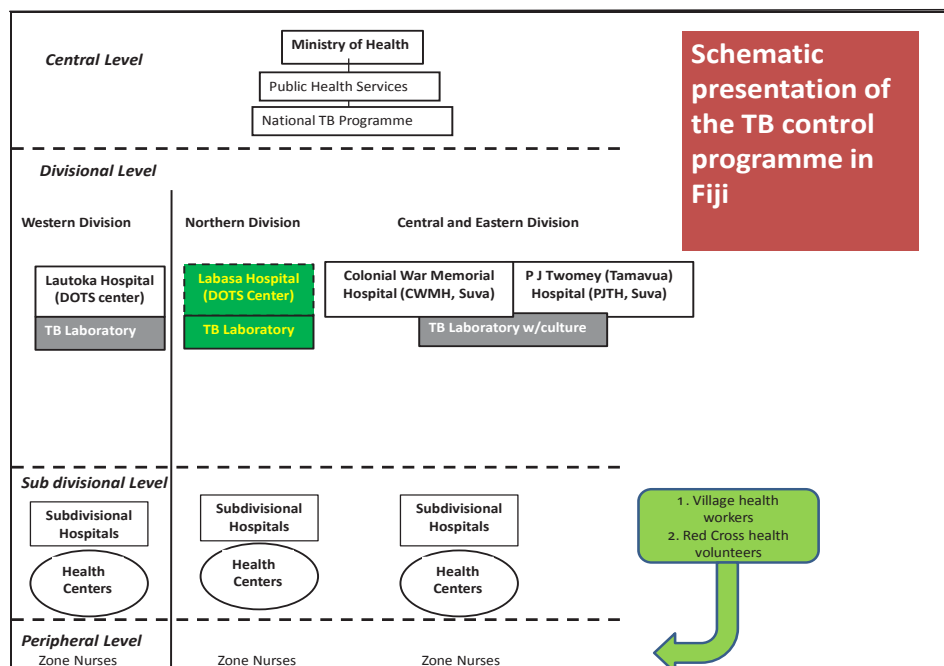 Central Level
Ministry of Health
Public Health Services
National TB Programme
Schematic
presentation of
the TB control
programme in
Fiji
Divisional Level
Western Division
Northern Division
Central and Eastern Division
Lautoka Hospital
(DOTS center)
TB Laboratory
Labasa Hospital
(DOTS Center)
TB Laboratory
Colonial War Memorial
Hospital (CWMH, Suva)
P J Twomey (Tamavua)
Hospital (PJTH, Suva)
TB Laboratory w/culture
Sub divisional Level
Subdivisional
Hospitals
Health
Centers
Subdivisional
Hospitals
Health
Centers
Subdivisional
Hospitals
Health
Centers
1. Village health
workers
2. Red Cross health
volunteers
Peripheral Level
Zone Nurses
Zone Nurses
Zone Nurses